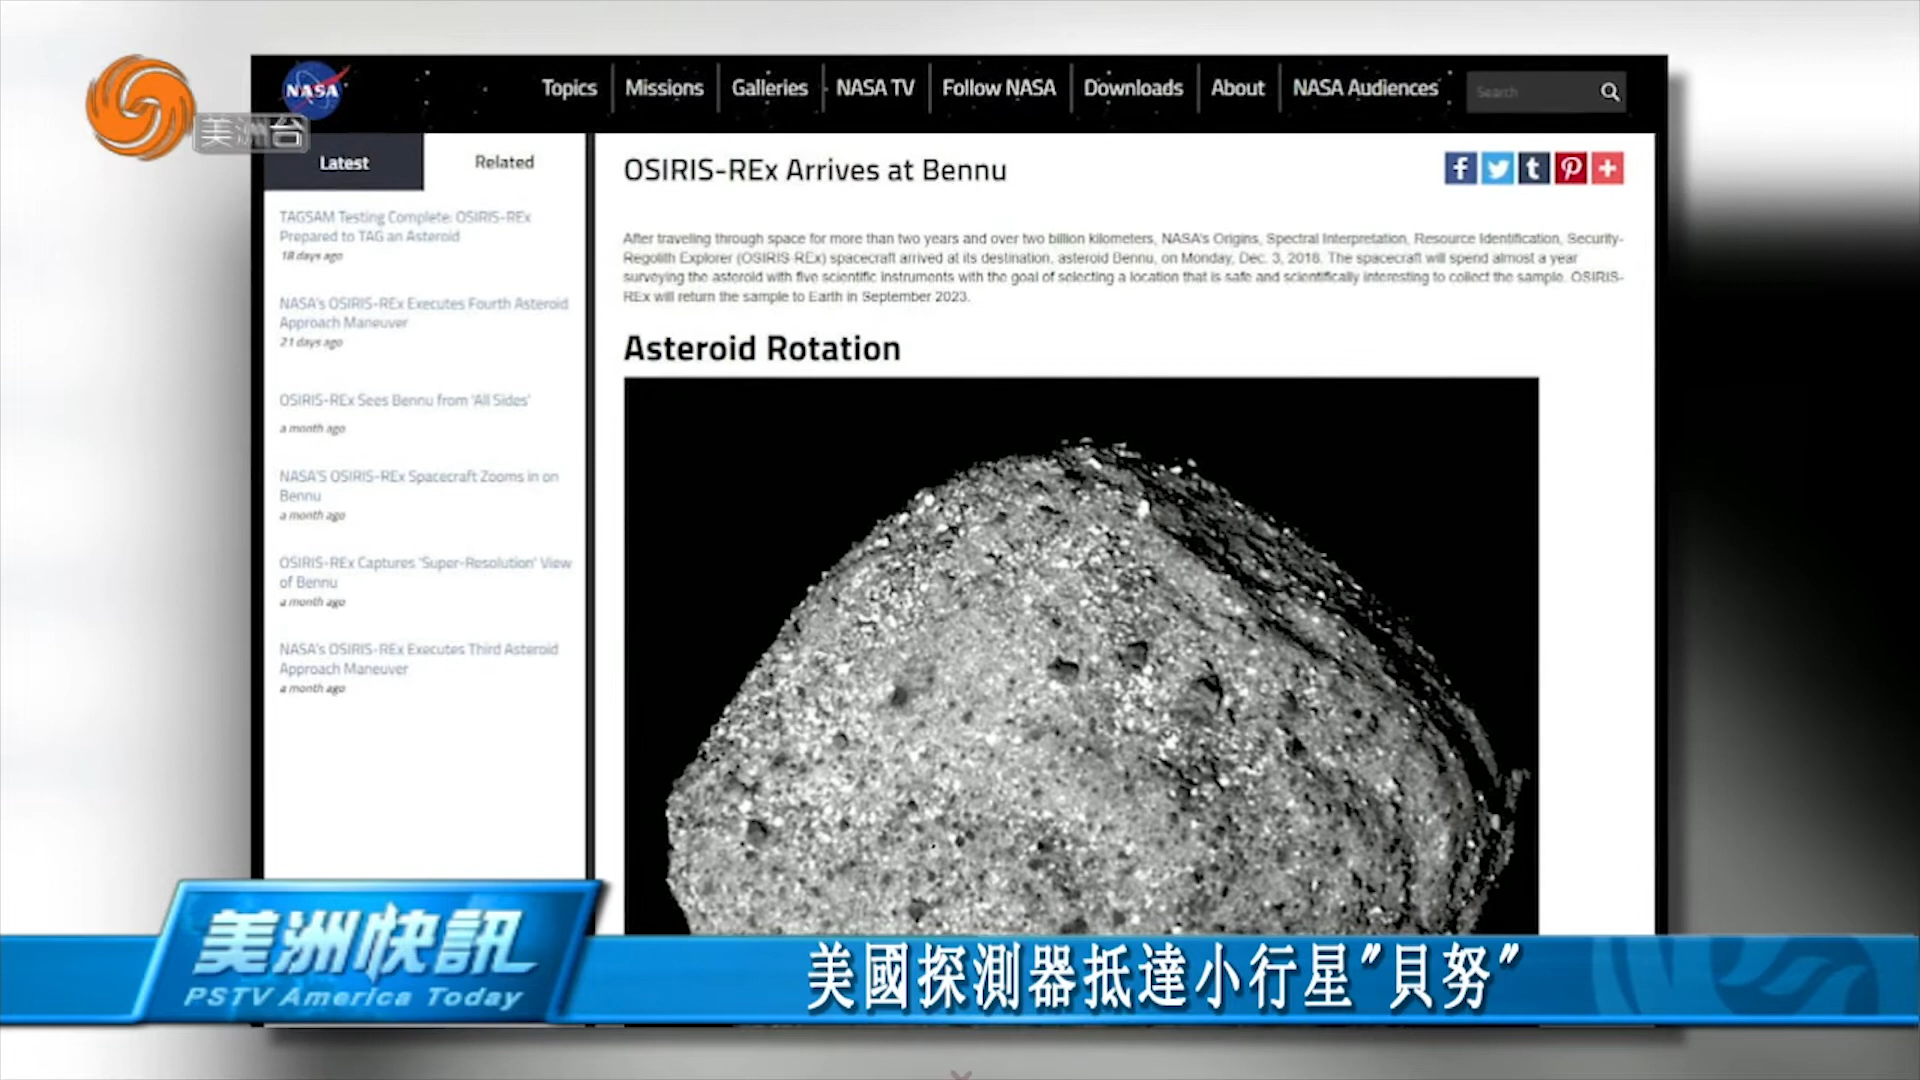 美洲台
NASA
Topics
Missions
Galleries
NASA TV
Follow NASA
Downloads
About
NASA Audiences
Search
Latest
Related
TAGSAM Testing Complete: OSIRIS-REx
Prepared to TAG an Asteroid
18 days ago
NASA's OSIRIS-REx Executes Fourth Asteroid
Approach Maneuver
21 days ago
OSIRIS-REx Sees Bennu from 'All Sides'
a month ago
NASA'S OSIRIS-REx Spacecraft Zooms in on
Bennu
a month ago
OSIRIS-REx Captures 'Super-Resolution' View
of Bennu
a month ago
NASA's OSIRIS-REx Executes Third Asteroid
Approach Maneuver
a month ago
OSIRIS-REx Arrives at Bennu
After traveling through space for more than two years and over two billion kilometers, NASA's Origins, Spectral Interpretation, Resource Identification, Security-
Regolith Explorer (OSIRIS-REx) spacecraft arrived at its destination, asteroid Bennu, on Monday, Dec. 3, 2018. The spacecraft will spend almost a year
surveying the asteroid with five scientific instruments with the goal of selecting a location that is safe and scientifically interesting to collect the sample. OSIRIS-
REx will return the sample to Earth in September 2023.
Asteroid Rotation
美洲快訊
PSTV America Today
美國探測器抵達小行星"貝努"